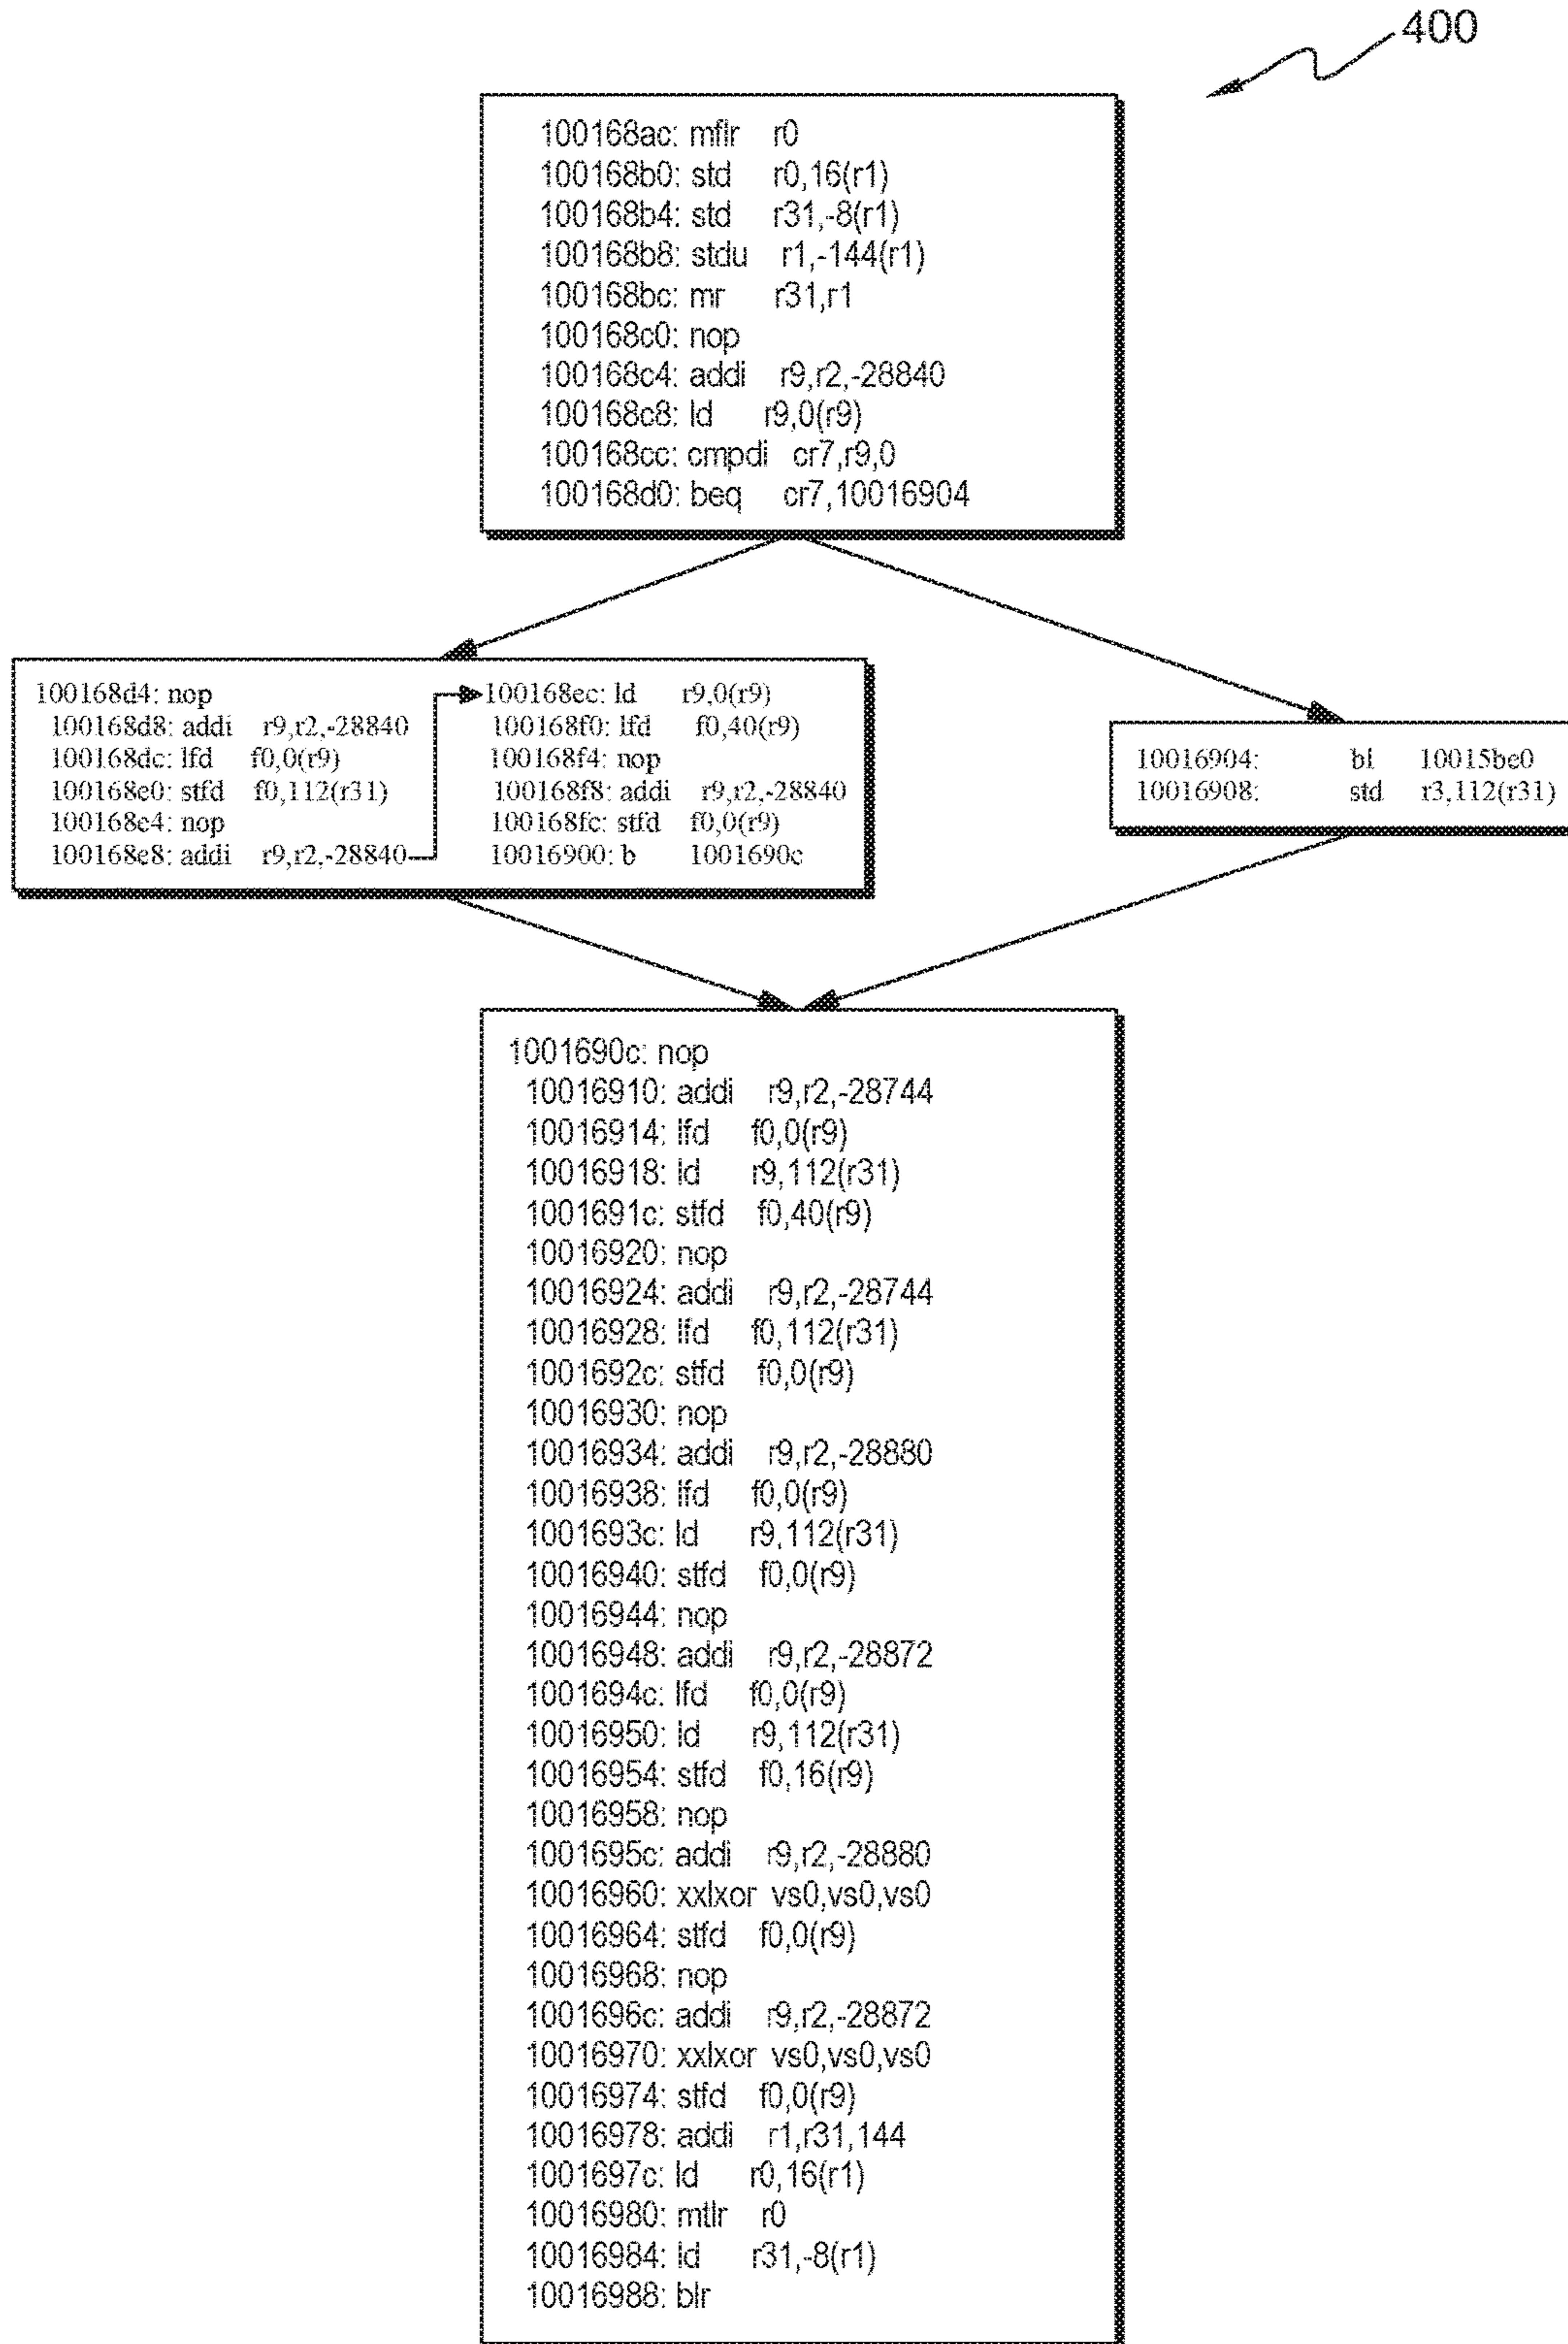 400
100168ac: mflr r0
100168b0: std r0,16(r1)
100168b4: std r31,-8(r1)
100168b8: stdu r1,-144(r1)
100168bc: mr r31,r1
100168c0: nop
100168c4: addi r9,r2,-28840
100168c8: ld r9,0(r9)
100168cc: cmpdi cr7,r9,0
100168d0: beq cr7,10016904
100168d4: nop
100168d8: addi r9,r2,-28840
100168dc: lfd f0,0(r9)
100168e0: stfd f0,112(r31)
100168e4: nop
100168e8: addi r9,r2,-28840
100168ec: ld r9,0(r9)
100168f0: lfd f0,40(r9)
100168f4: nop
100168f8: addi r9,r2,-28840
100168fc: stfd f0,0(r9)
10016900: b 1001690c
10016904: bl 10015be0
10016908: std r3,112(r31)
1001690c: nop
10016910: addi r9,r2,-28744
10016914: lfd f0,0(r9)
10016918: ld r9,112(r31)
1001691c: stfd f0,40(r9)
10016920: nop
10016924: addi r9,r2,-28744
10016928: lfd f0,112(r31)
1001692c: stfd f0,0(r9)
10016930: nop
10016934: addi r9,r2,-28880
10016938: lfd f0,0(r9)
1001693c: ld r9,112(r31)
10016940: stfd f0,0(r9)
10016944: nop
10016948: addi r9,r2,-28872
1001694c: lfd f0,0(r9)
10016950: ld r9,112(r31)
10016954: stfd f0,16(r9)
10016958: nop
1001695c: addi r9,r2,-28880
10016960: xxlxor vs0,vs0,vs0
10016964: stfd f0,0(r9)
10016968: nop
1001696c: addi r9,r2,-28872
10016970: xxlxor vs0,vs0,vs0
10016974: stfd f0,0(r9)
10016978: addi r1,r31,144
1001697c: ld r0,16(r1)
10016980: mtlr r0
10016984: ld r31,-8(r1)
10016988: blr